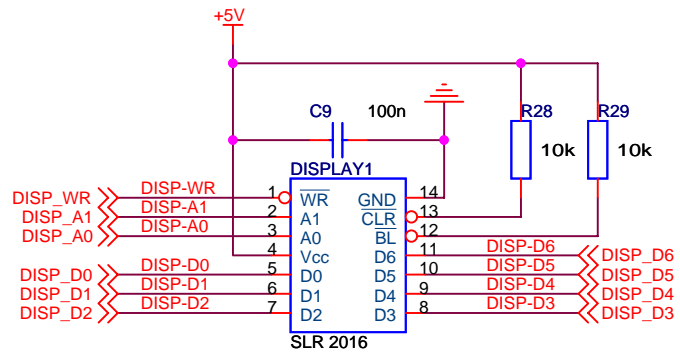 +5V
C9 100n R28 R29
10k 10k
DISPLAY1
DISP_WR DISP-WR 1 WR GND 14
DISP_A1 DISP-A1 2 A1 CLR 13
DISP_A0 DISP-A0 3 A0 BL 12
4 Vcc D6 11 DISP-D6 DISP_D6
DISP_D0 DISP-D0 5 D0 D5 10 DISP-D5 DISP_D5
DISP_D1 DISP-D1 6 D1 D4 9 DISP-D4 DISP_D4
DISP_D2 DISP-D2 7 D2 D3 8 DISP-D3 DISP_D3
SLR 2016